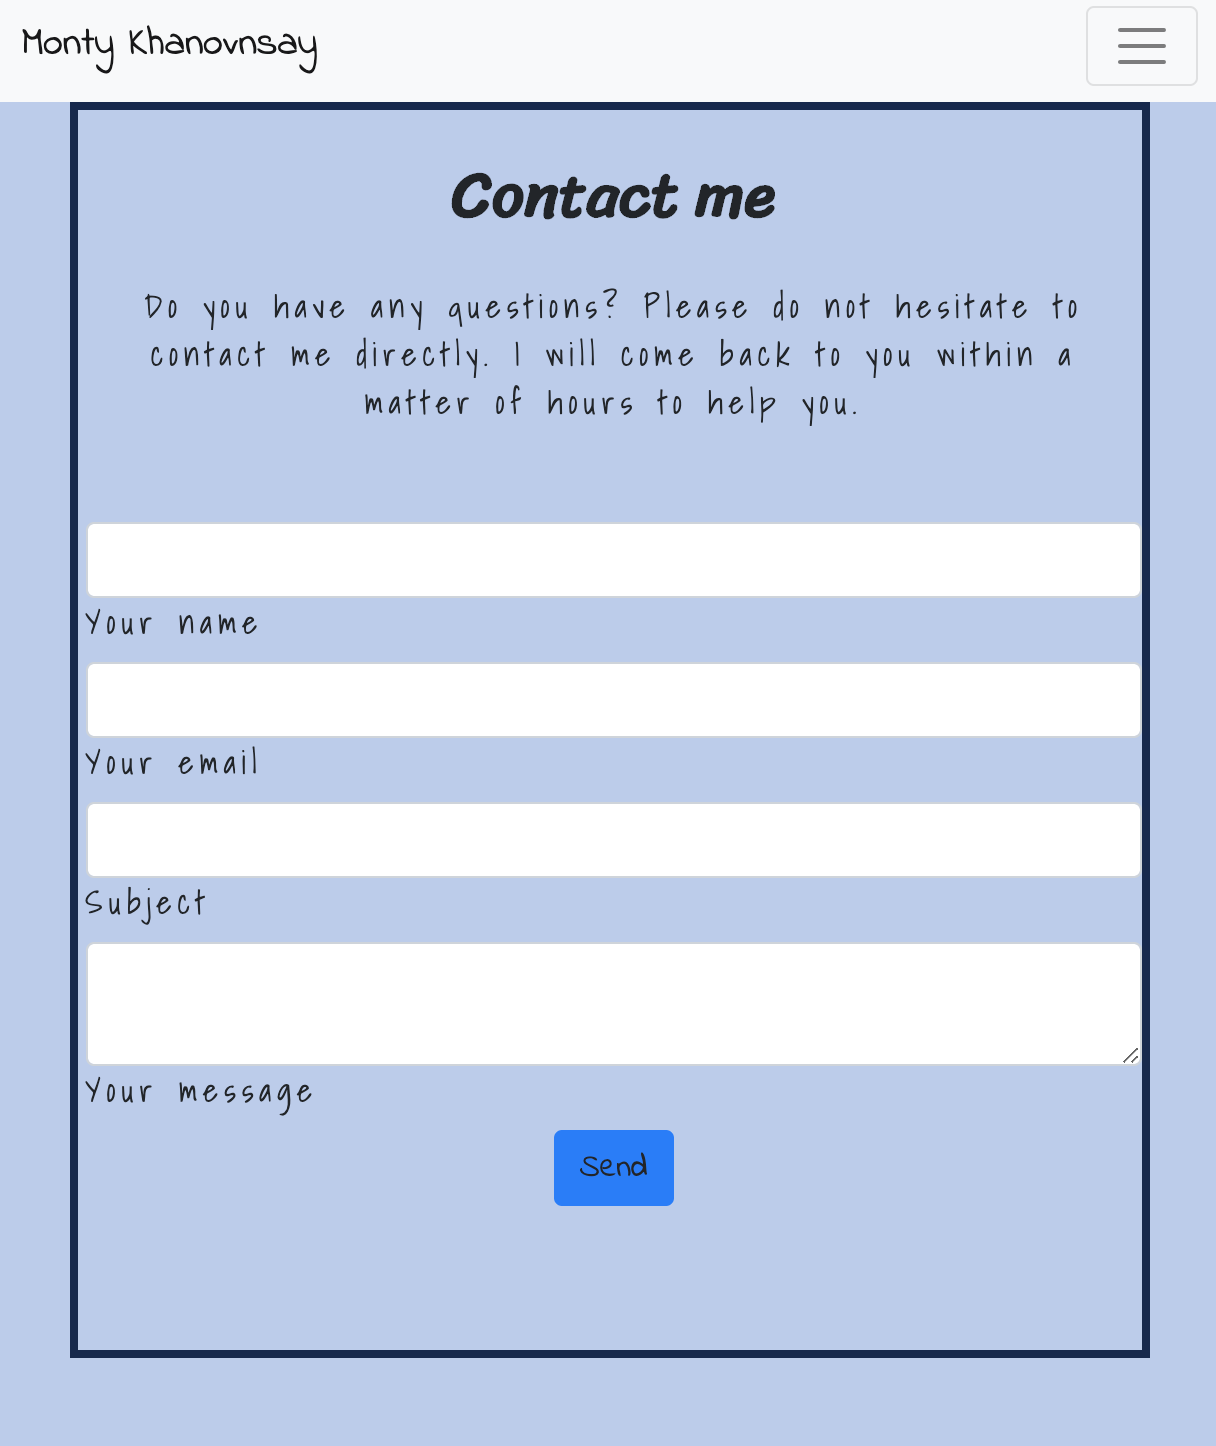 Monty Khanovnsay
Contact me
Do you have any questions? Please do not hesitate to
contact me directly. I will come back to you within a
matter of hours to help you.
Your name
Your email
Subject
Your message
Send